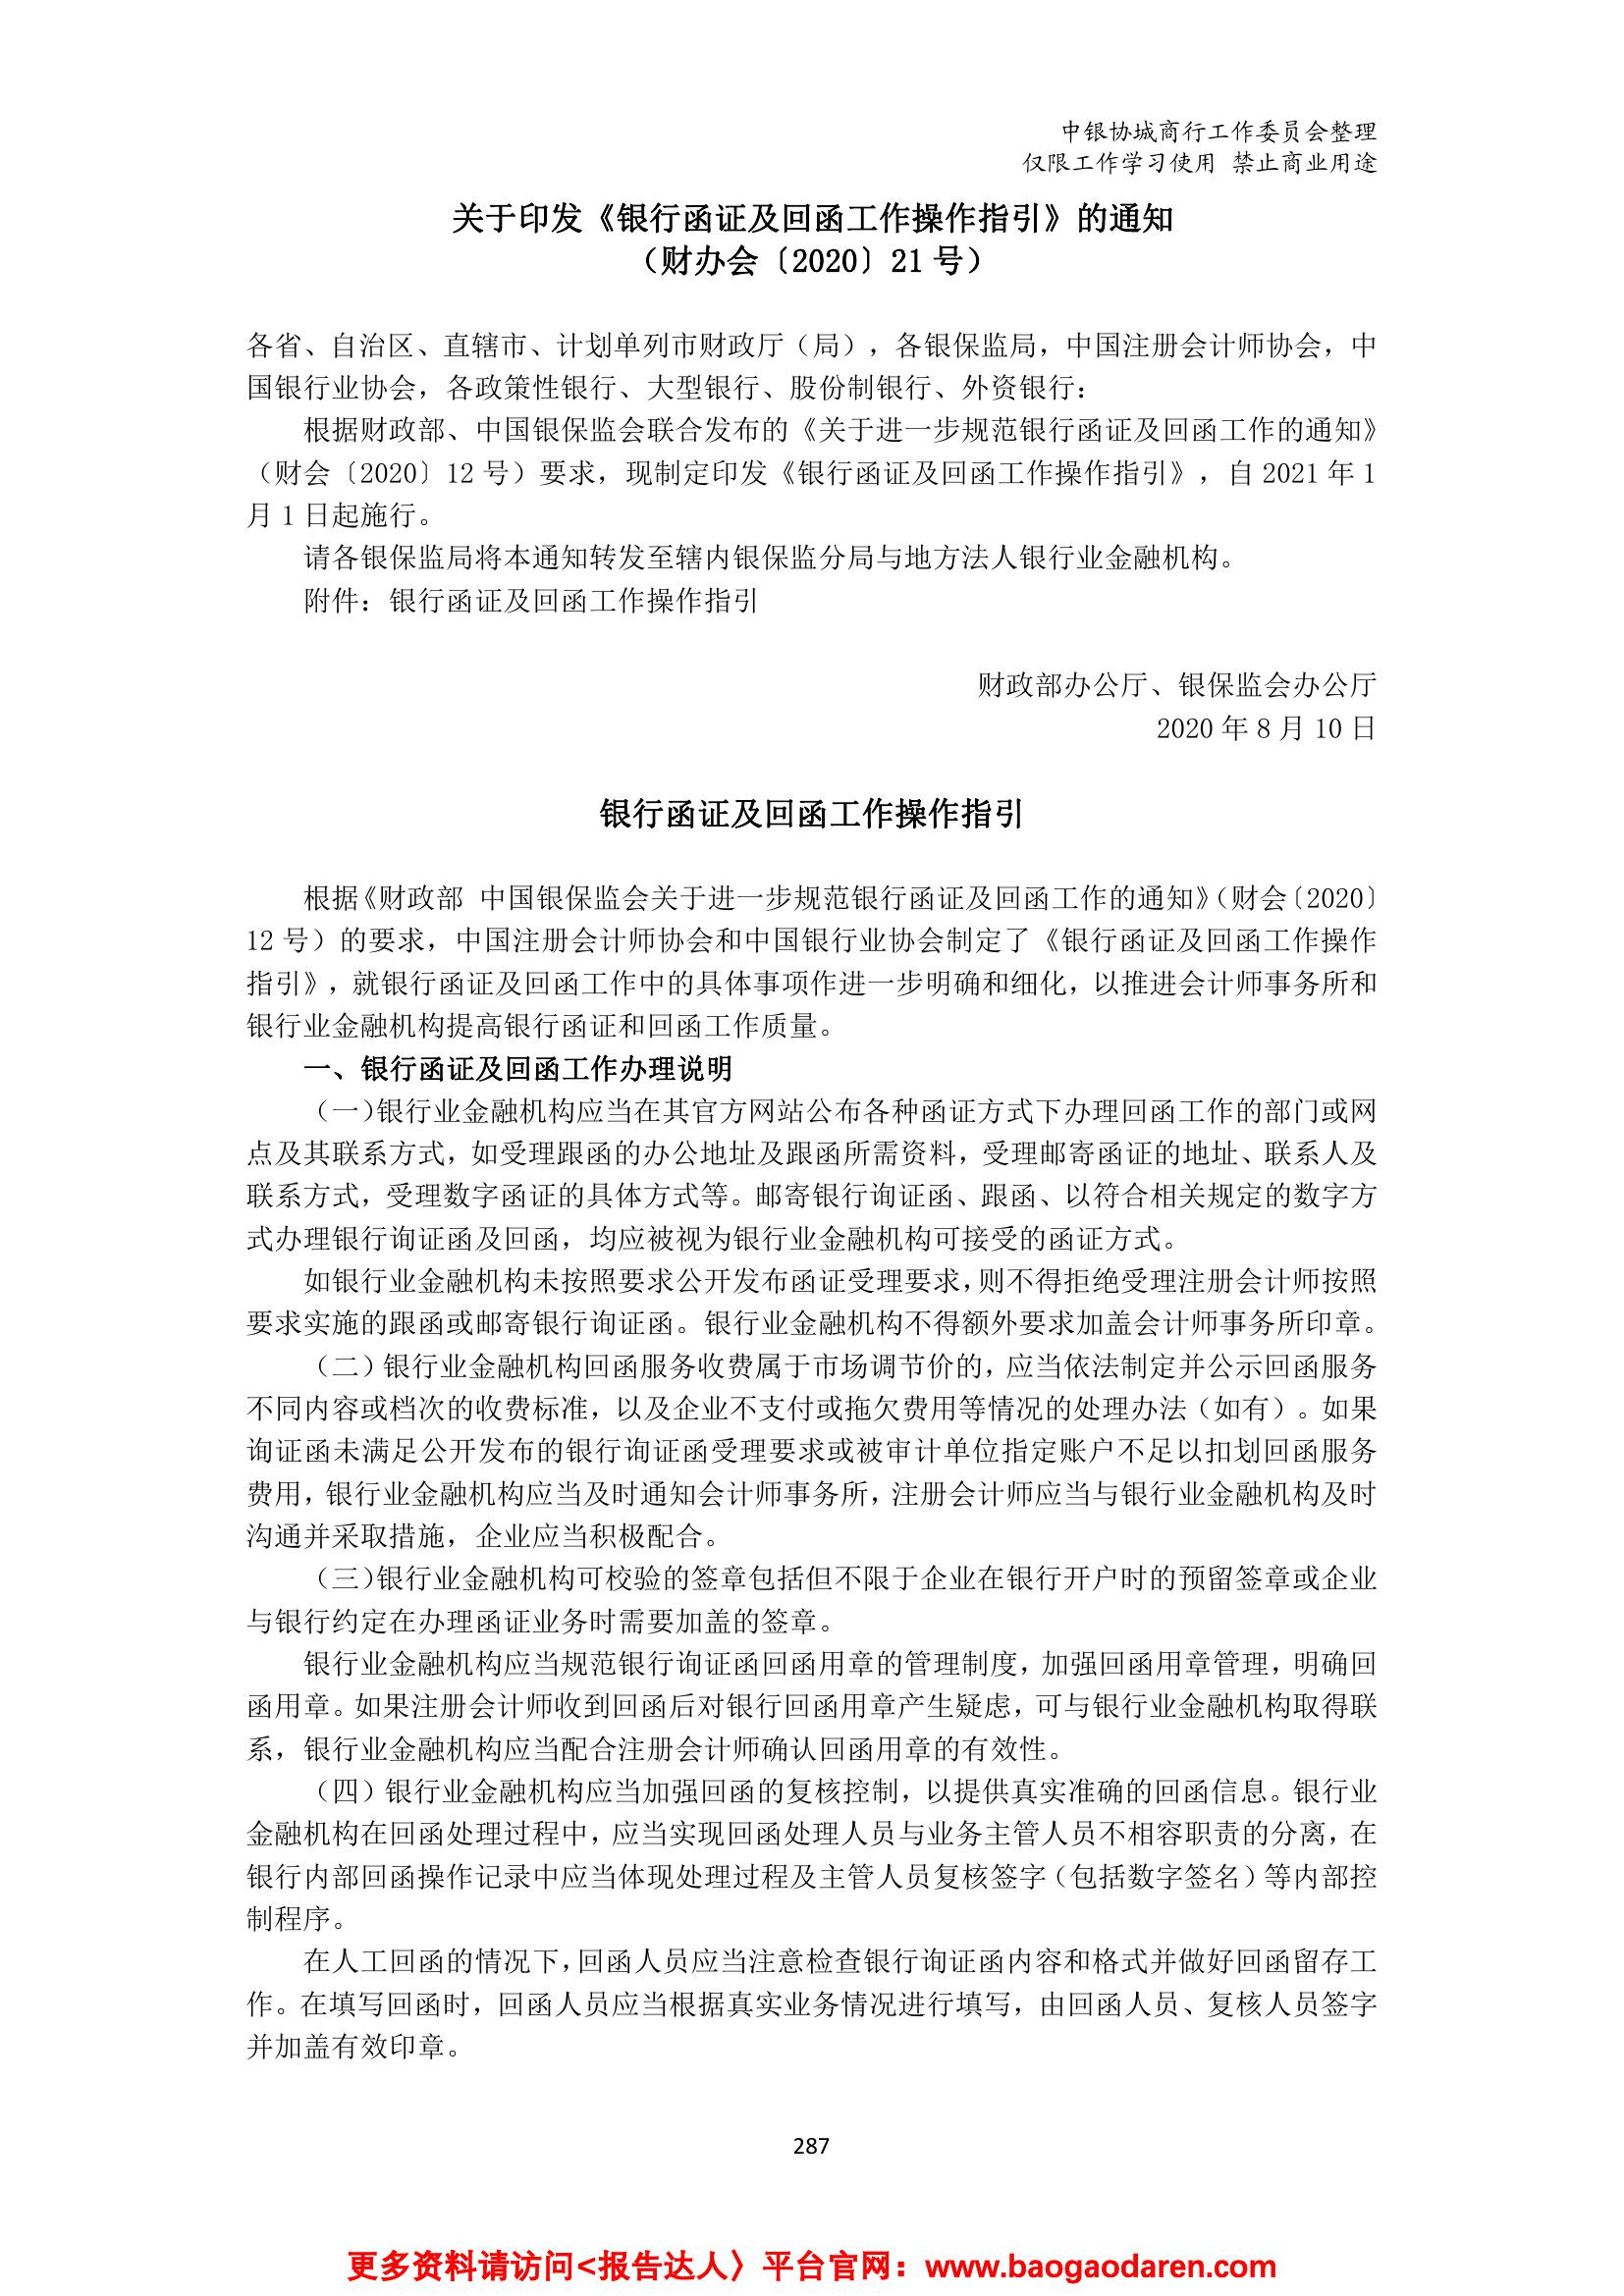 中银协城商行工作委员会整理
仅限工作学习使用 禁止商业用途
关于印发《银行函证及回函工作操作指引》的通知
（财办会〔2020〕21 号）
各省、自治区、直辖市、计划单列市财政厅（局），各银保监局，中国注册会计师协会，中
国银行业协会，各政策性银行、大型银行、股份制银行、外资银行：
根据财政部、中国银保监会联合发布的《关于进一步规范银行函证及回函工作的通知》
（财会〔2020〕12 号）要求，现制定印发《银行函证及回函工作操作指引》，自 2021 年 1
月 1 日起施行。
请各银保监局将本通知转发至辖内银保监分局与地方法人银行业金融机构。
附件：银行函证及回函工作操作指引
财政部办公厅、银保监会办公厅
2020 年 8 月 10 日
银行函证及回函工作操作指引
根据《财政部 中国银保监会关于进一步规范银行函证及回函工作的通知》（财会〔2020〕
12 号）的要求，中国注册会计师协会和中国银行业协会制定了《银行函证及回函工作操作
指引》，就银行函证及回函工作中的具体事项作进一步明确和细化，以推进会计师事务所和
银行业金融机构提高银行函证和回函工作质量。
一、银行函证及回函工作办理说明
（一）银行业金融机构应当在其官方网站公布各种函证方式下办理回函工作的部门或网
点及其联系方式，如受理跟函的办公地址及跟函所需资料，受理邮寄函证的地址、联系人及
联系方式，受理数字函证的具体方式等。邮寄银行询证函、跟函、以符合相关规定的数字方
式办理银行询证函及回函，均应被视为银行业金融机构可接受的函证方式。
如银行业金融机构未按照要求公开发布函证受理要求，则不得拒绝受理注册会计师按照
要求实施的跟函或邮寄银行询证函。银行业金融机构不得额外要求加盖会计师事务所印章。
（二）银行业金融机构回函服务收费属于市场调节价的，应当依法制定并公示回函服务
不同内容或档次的收费标准，以及企业不支付或拖欠费用等情况的处理办法（如有）。如果
询证函未满足公开发布的银行询证函受理要求或被审计单位指定账户不足以扣划回函服务
费用，银行业金融机构应当及时通知会计师事务所，注册会计师应当与银行业金融机构及时
沟通并采取措施，企业应当积极配合。
（三）银行业金融机构可校验的签章包括但不限于企业在银行开户时的预留签章或企业
与银行约定在办理函证业务时需要加盖的签章。
银行业金融机构应当规范银行询证函回函用章的管理制度，加强回函用章管理，明确回
函用章。如果注册会计师收到回函后对银行回函用章产生疑虑，可与银行业金融机构取得联
系，银行业金融机构应当配合注册会计师确认回函用章的有效性。
（四）银行业金融机构应当加强回函的复核控制，以提供真实准确的回函信息。银行业
金融机构在回函处理过程中，应当实现回函处理人员与业务主管人员不相容职责的分离，在
银行内部回函操作记录中应当体现处理过程及主管人员复核签字（包括数字签名）等内部控
制程序。
在人工回函的情况下，回函人员应当注意检查银行询证函内容和格式并做好回函留存工
作。在填写回函时，回函人员应当根据真实业务情况进行填写，由回函人员、复核人员签字
并加盖有效印章。
287
更多资料请访问<报告达人〉平台官网：www.baogaodaren.com